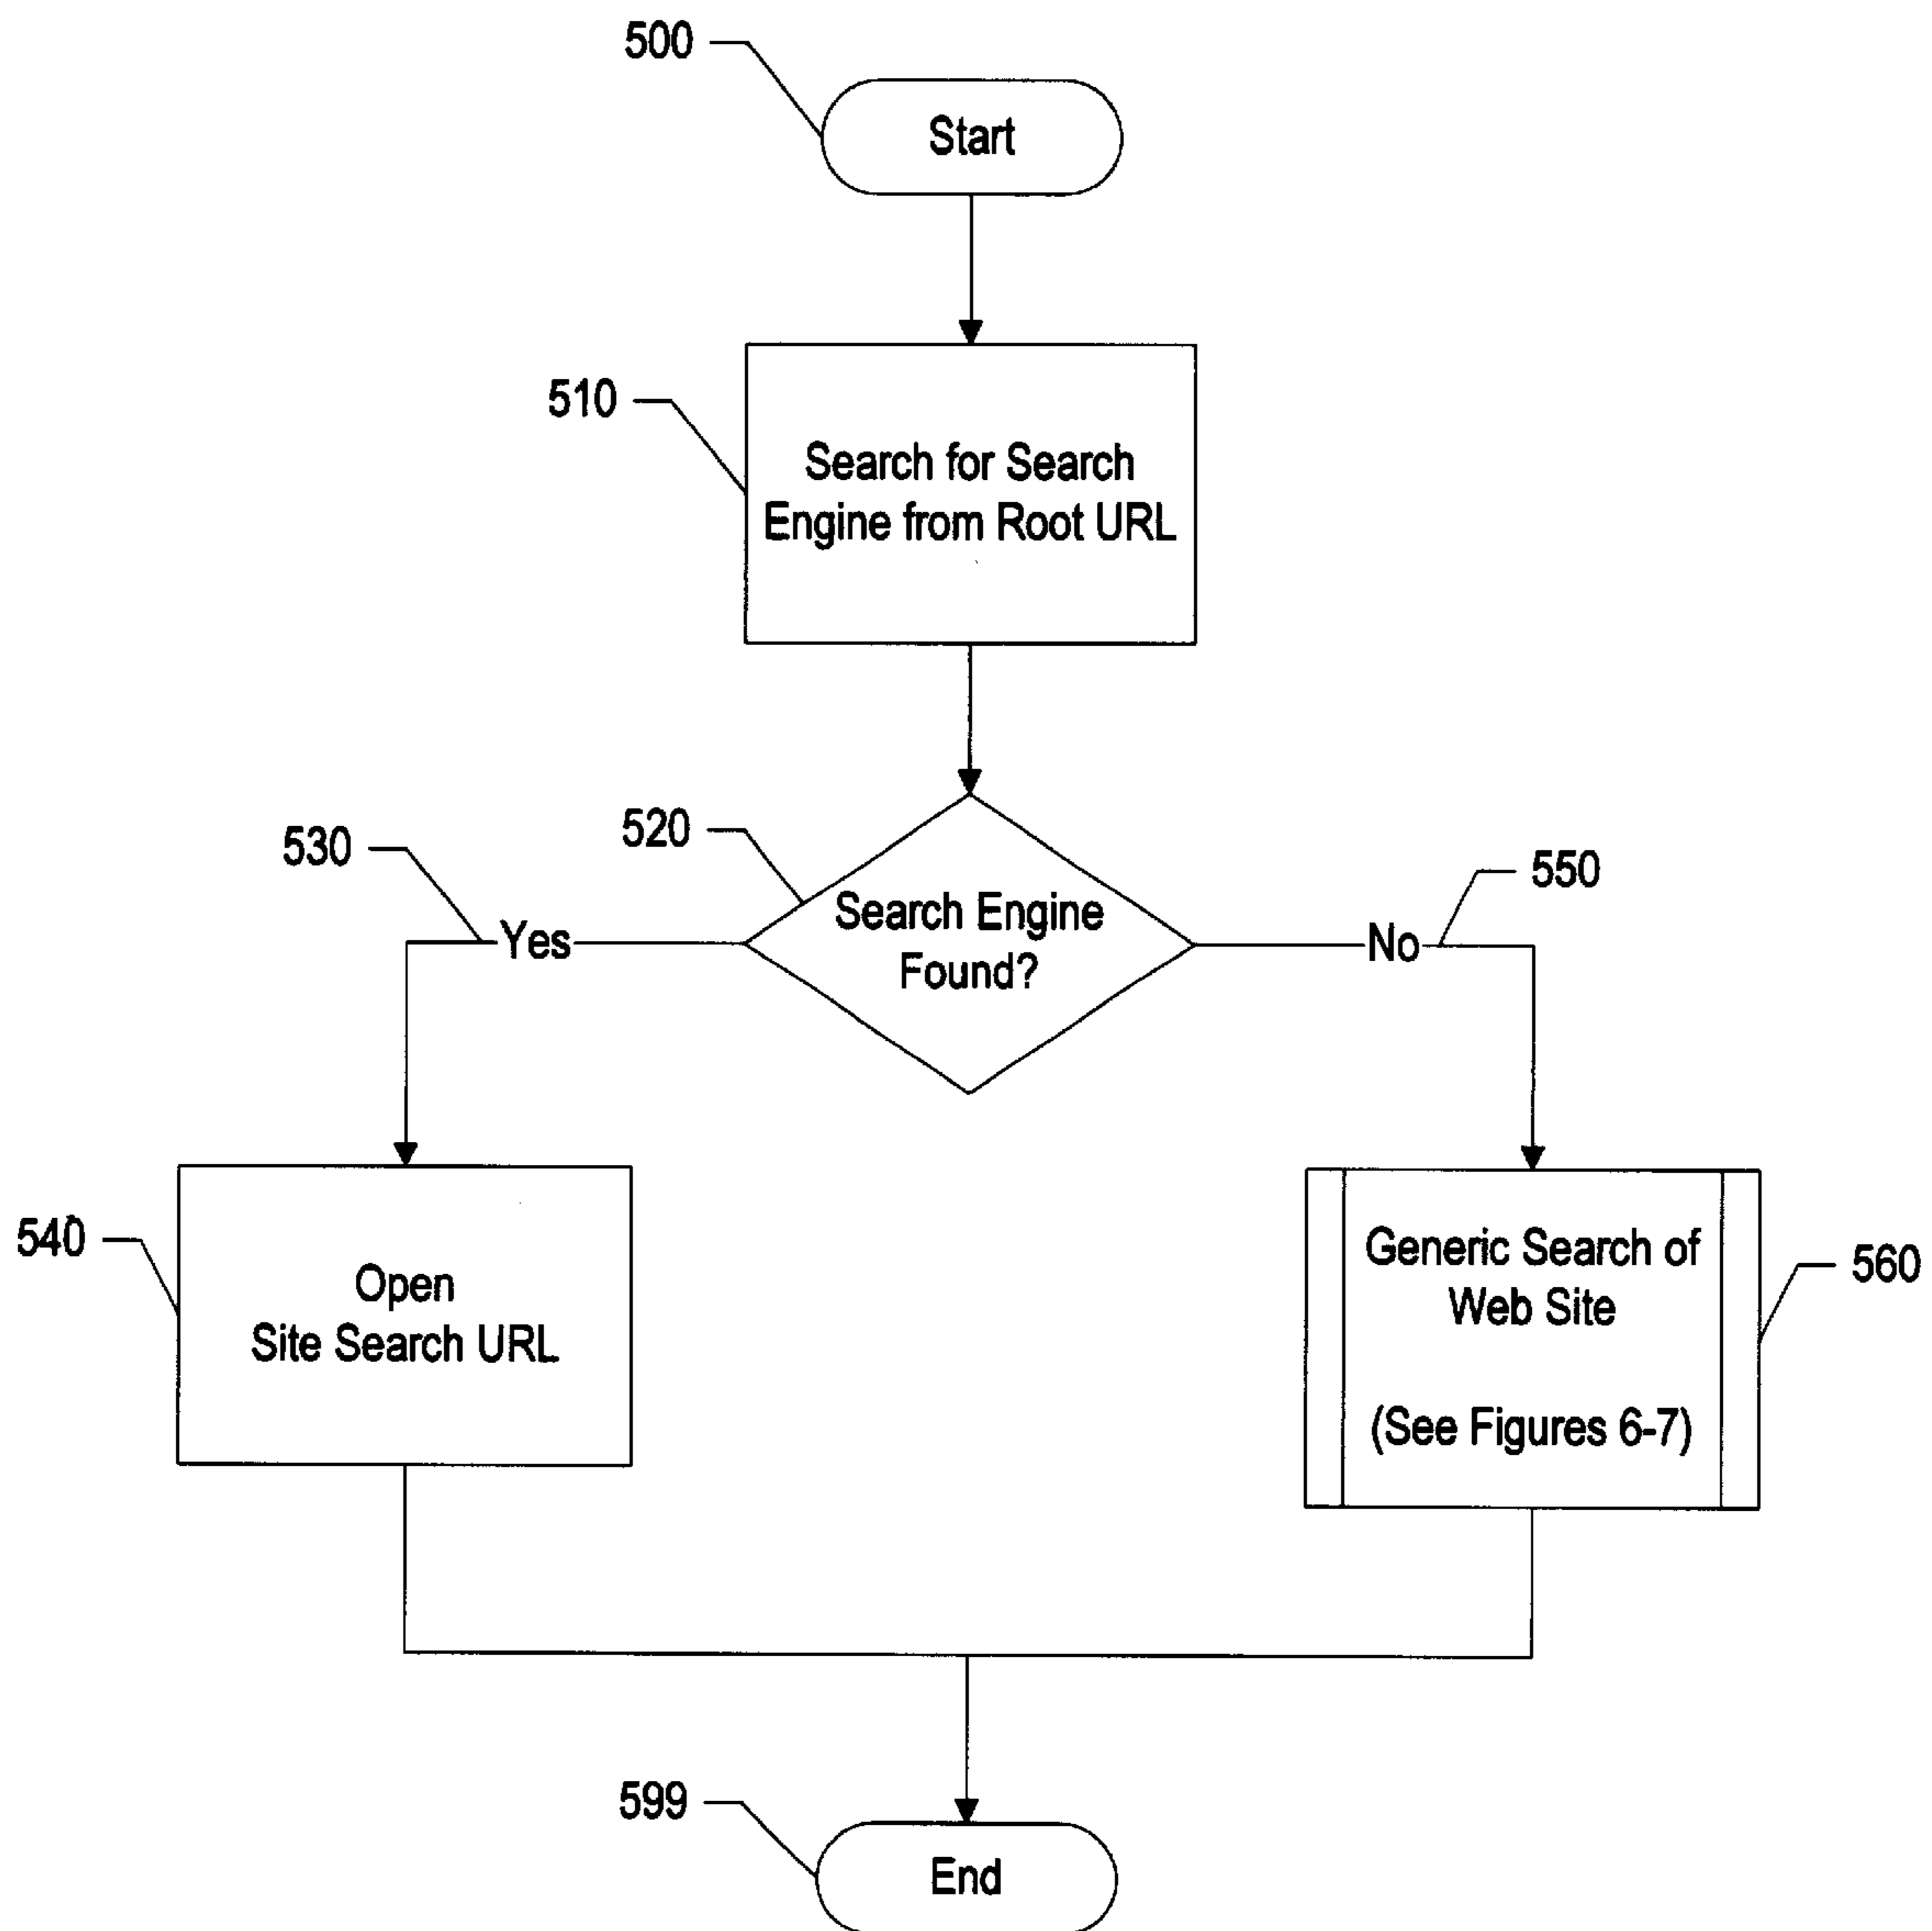 500
Start
510
Search for Search
Engine from Root URL
520
Search Engine
Found?
530
Yes
550
No
540
Open
Site Search URL
560
Generic Search of
Web Site
(See Figures 6-7)
599
End